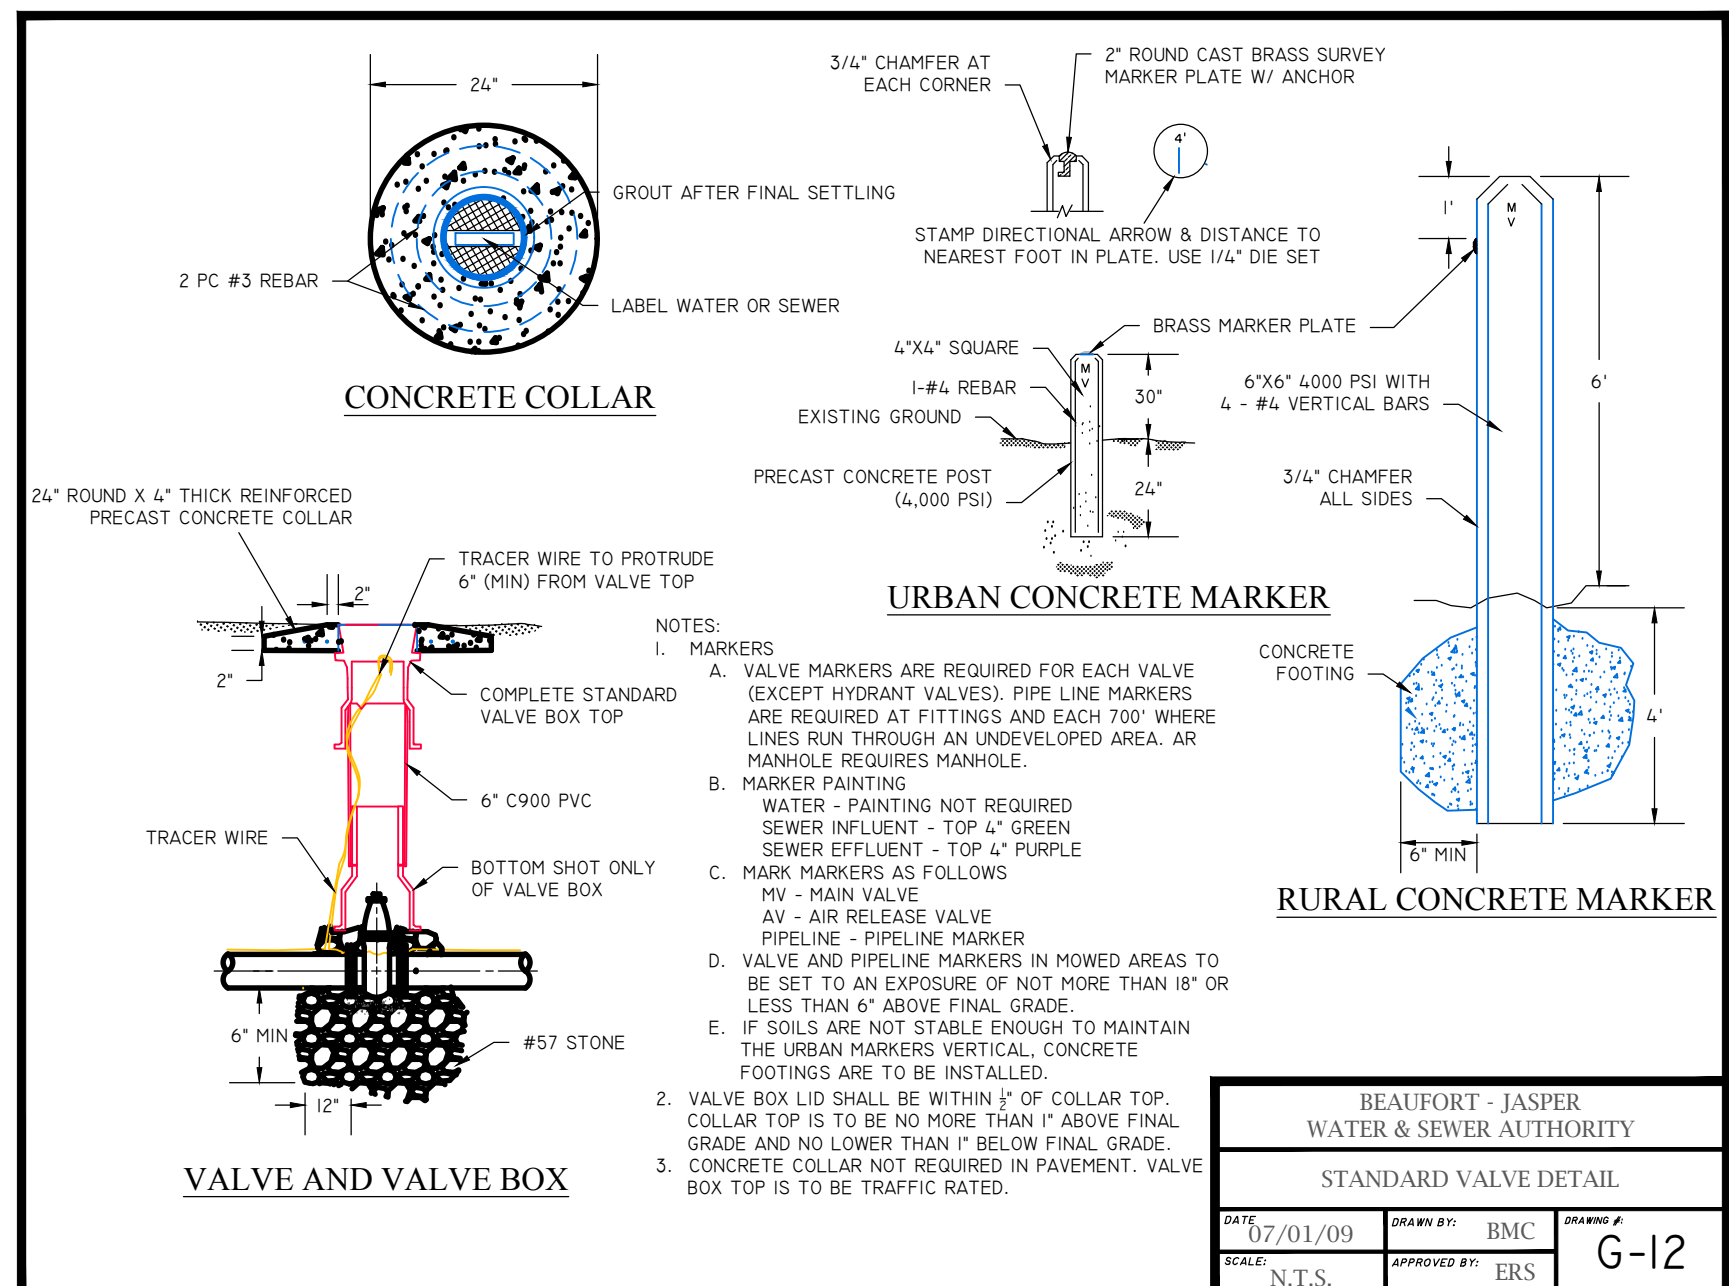 24"
GROUT AFTER FINAL SETTLING
2 PC #3 REBAR
LABEL WATER OR SEWER
CONCRETE COLLAR
3/4" CHAMFER AT
EACH CORNER
2" ROUND CAST BRASS SURVEY
MARKER PLATE W/ ANCHOR
4'
STAMP DIRECTIONAL ARROW & DISTANCE TO
NEAREST FOOT IN PLATE. USE 1/4" DIE SET
BRASS MARKER PLATE
4"X4" SQUARE
1-#4 REBAR
EXISTING GROUND
PRECAST CONCRETE POST
(4,000 PSI)
M
V
30"
24"
URBAN CONCRETE MARKER
1'
M
V
6'
6"X6" 4000 PSI WITH
4 - #4 VERTICAL BARS
3/4" CHAMFER
ALL SIDES
CONCRETE
FOOTING
4'
6" MIN
RURAL CONCRETE MARKER
24" ROUND X 4" THICK REINFORCED
PRECAST CONCRETE COLLAR
TRACER WIRE TO PROTRUDE
6" (MIN) FROM VALVE TOP
2"
2"
COMPLETE STANDARD
VALVE BOX TOP
6" C900 PVC
TRACER WIRE
BOTTOM SHOT ONLY
OF VALVE BOX
6" MIN
#57 STONE
12"
VALVE AND VALVE BOX
NOTES:
1. MARKERS
A. VALVE MARKERS ARE REQUIRED FOR EACH VALVE
(EXCEPT HYDRANT VALVES). PIPE LINE MARKERS
ARE REQUIRED AT FITTINGS AND EACH 700' WHERE
LINES RUN THROUGH AN UNDEVELOPED AREA. AR
MANHOLE REQUIRES MANHOLE.
B. MARKER PAINTING
WATER - PAINTING NOT REQUIRED
SEWER INFLUENT - TOP 4" GREEN
SEWER EFFLUENT - TOP 4" PURPLE
C. MARK MARKERS AS FOLLOWS
MV - MAIN VALVE
AV - AIR RELEASE VALVE
PIPELINE - PIPELINE MARKER
D. VALVE AND PIPELINE MARKERS IN MOWED AREAS TO
BE SET TO AN EXPOSURE OF NOT MORE THAN 18" OR
LESS THAN 6" ABOVE FINAL GRADE.
E. IF SOILS ARE NOT STABLE ENOUGH TO MAINTAIN
THE URBAN MARKERS VERTICAL, CONCRETE
FOOTINGS ARE TO BE INSTALLED.
2. VALVE BOX LID SHALL BE WITHIN ½" OF COLLAR TOP.
COLLAR TOP IS TO BE NO MORE THAN 1" ABOVE FINAL
GRADE AND NO LOWER THAN 1" BELOW FINAL GRADE.
3. CONCRETE COLLAR NOT REQUIRED IN PAVEMENT. VALVE
BOX TOP IS TO BE TRAFFIC RATED.
BEAUFORT - JASPER
WATER & SEWER AUTHORITY
STANDARD VALVE DETAIL
DATE 07/01/09
DRAWN BY: BMC
DRAWING #: G-12
SCALE: N.T.S.
APPROVED BY: ERS